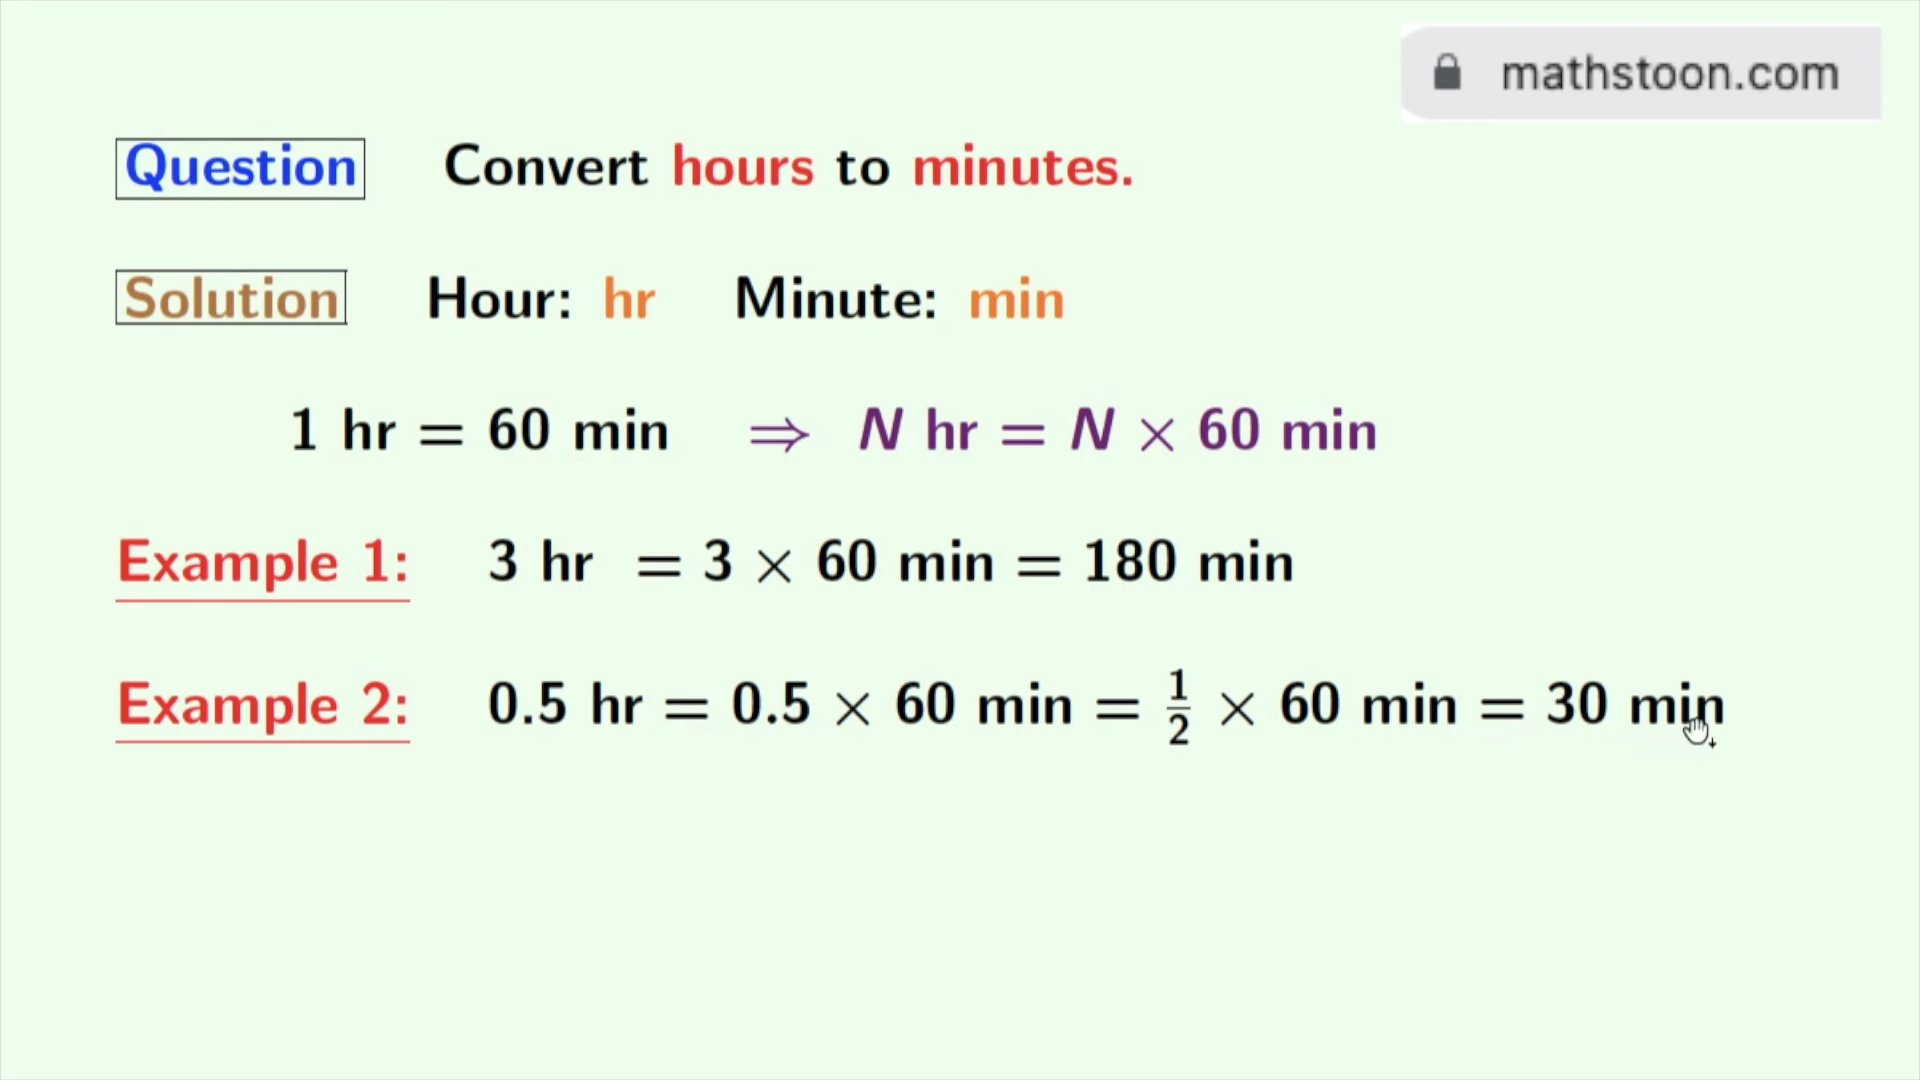 mathstoon.com
Question Convert hours to minutes.
Solution Hour: hr Minute: min
1 hr = 60 min ⇒ N hr = N × 60 min
Example 1: 3 hr = 3 × 60 min = 180 min
Example 2: 0.5 hr = 0.5 × 60 min = 1/2 × 60 min = 30 min